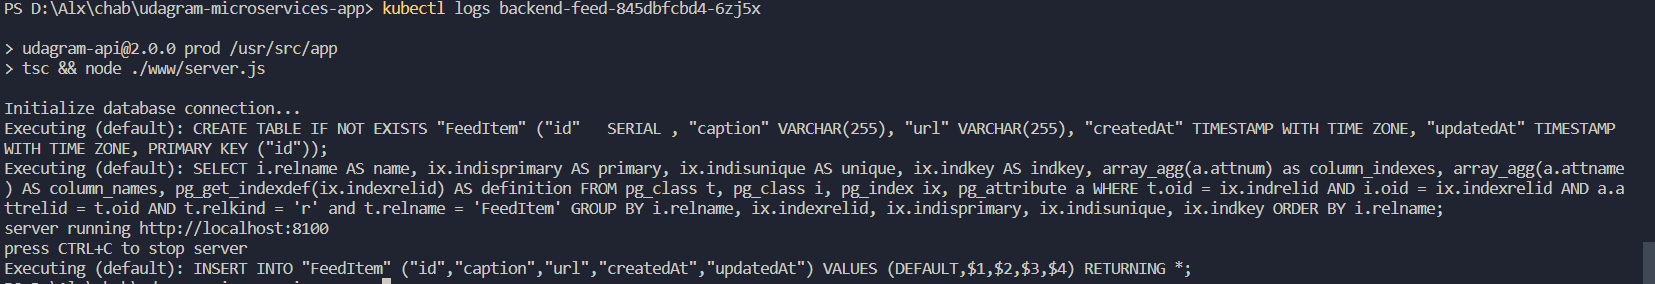 PS D:\Alx\chab\udagram-microservices-app> kubectl logs backend-feed-845dbfcbd4-6zj5x
> udagram-api@2.0.0 prod /usr/src/app
> tsc && node ./www/server.js
Initialize database connection...
Executing (default): CREATE TABLE IF NOT EXISTS "FeedItem" ("id"   SERIAL , "caption" VARCHAR(255), "url" VARCHAR(255), "createdAt" TIMESTAMP WITH TIME ZONE, "updatedAt" TIMESTAMP
WITH TIME ZONE, PRIMARY KEY ("id"));
Executing (default): SELECT i.relname AS name, ix.indisprimary AS primary, ix.indisunique AS unique, ix.indkey AS indkey, array_agg(a.attnum) as column_indexes, array_agg(a.attname
) AS column_names, pg_get_indexdef(ix.indexrelid) AS definition FROM pg_class t, pg_class i, pg_index ix, pg_attribute a WHERE t.oid = ix.indrelid AND i.oid = ix.indexrelid AND a.a
ttrelid = t.oid AND t.relkind = 'r' and t.relname = 'FeedItem' GROUP BY i.relname, ix.indexrelid, ix.indisprimary, ix.indisunique, ix.indkey ORDER BY i.relname;
server running http://localhost:8100
press CTRL+C to stop server
Executing (default): INSERT INTO "FeedItem" ("id","caption","url","createdAt","updatedAt") VALUES (DEFAULT,$1,$2,$3,$4) RETURNING *;